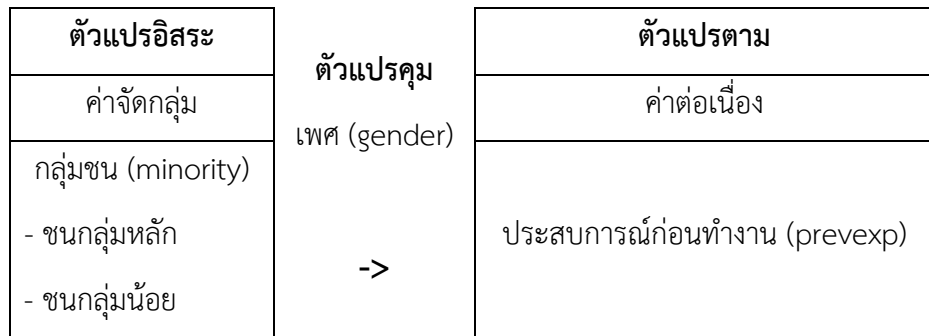 ตัวแปรอิสระ
ค่าจัดกลุ่ม
กลุ่มชน (minority)
- ชนกลุ่มหลัก
- ชนกลุ่มน้อย
ตัวแปรคุม
เพศ (gender)
->
ตัวแปรตาม
ค่าต่อเนื่อง
ประสบการณ์ก่อนทำงาน (prevexp)